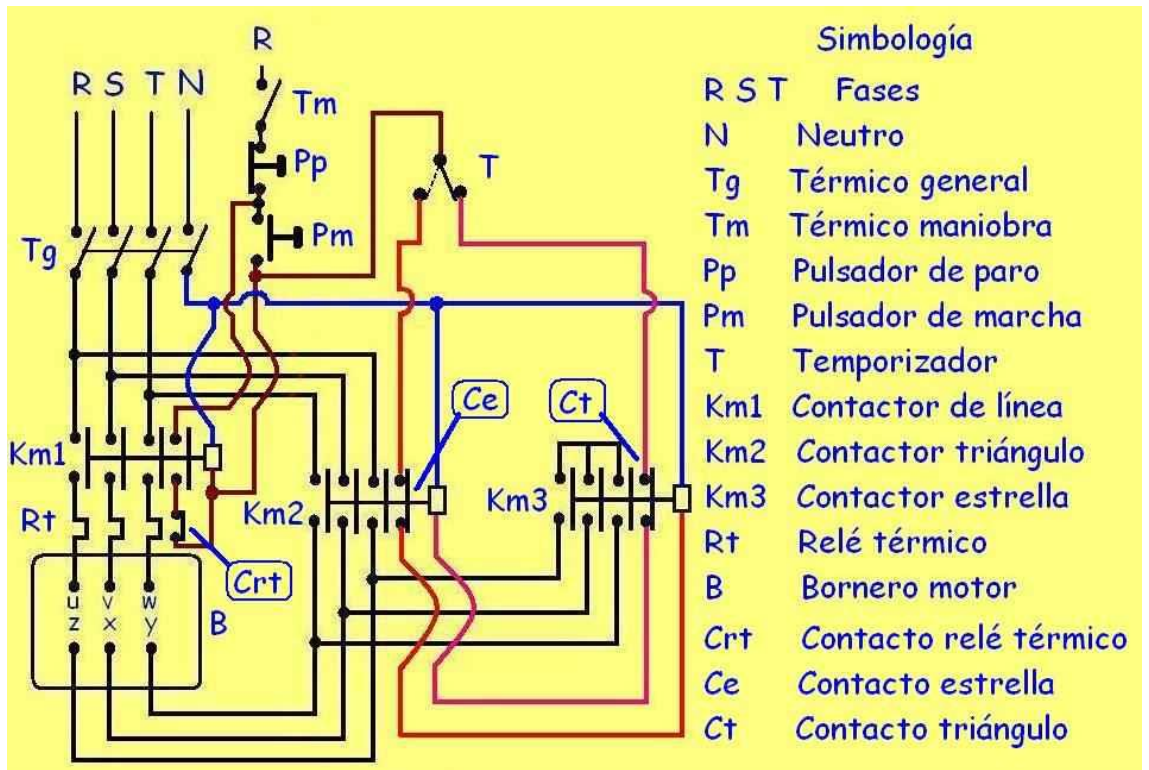 R
R S T N
Tm
Pp
T
Pm
Tg
Ce
Ct
Km1
Km2
Km3
Rt
Crt
u v w
z x y
B
Simbología
R S T Fases
N Neutro
Tg Térmico general
Tm Térmico maniobra
Pp Pulsador de paro
Pm Pulsador de marcha
T Temporizador
Km1 Contactor de línea
Km2 Contactor triángulo
Km3 Contactor estrella
Rt Relé térmico
B Bornero motor
Crt Contacto relé térmico
Ce Contacto estrella
Ct Contacto triángulo